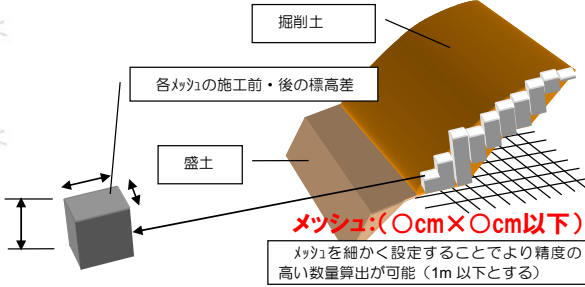 掘削土
各ﾒｯｼｭの施工前・後の標高差
盛土
メッシュ:(〇cm×〇cm以下)
ﾒｯｼｭを細かく設定することでより精度の
高い数量算出が可能（1m 以下とする）